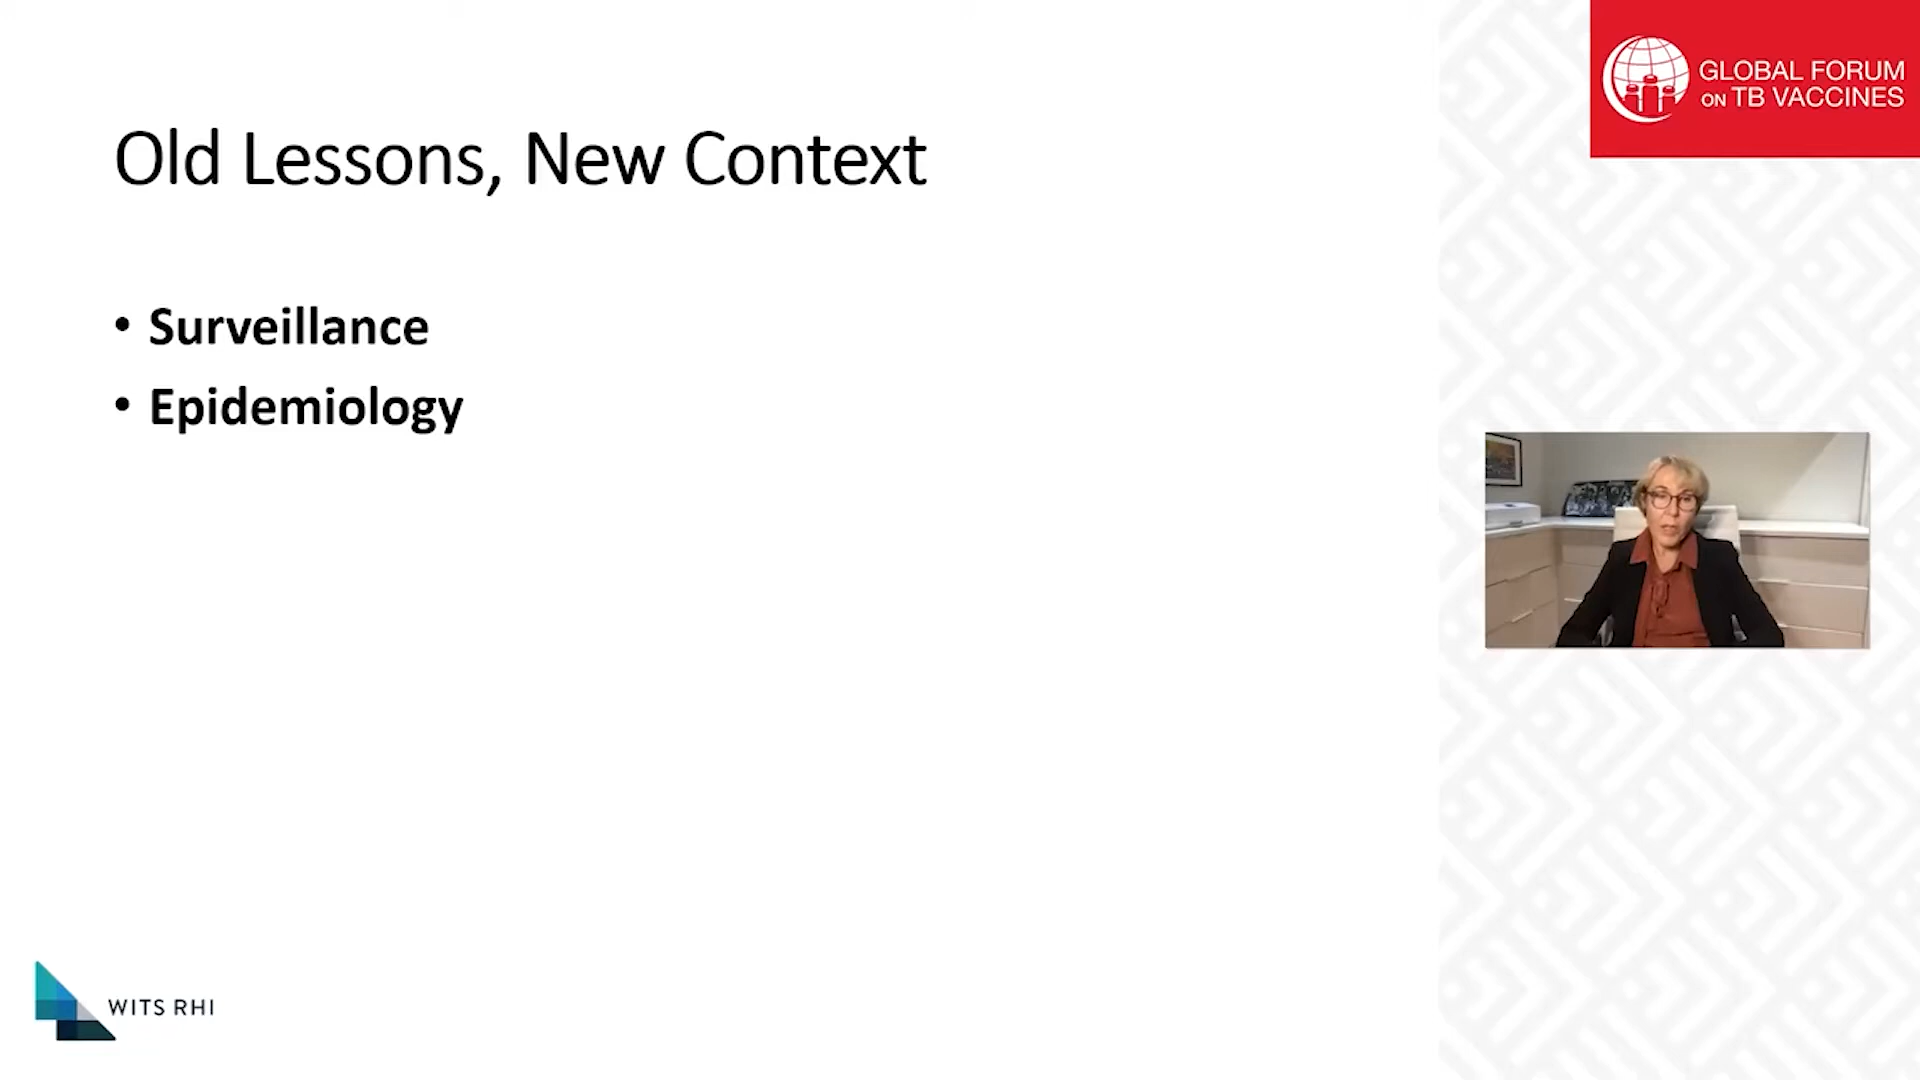 GLOBAL FORUM
ON TB VACCINES
Old Lessons, New Context
• Surveillance
• Epidemiology
WITS RHI